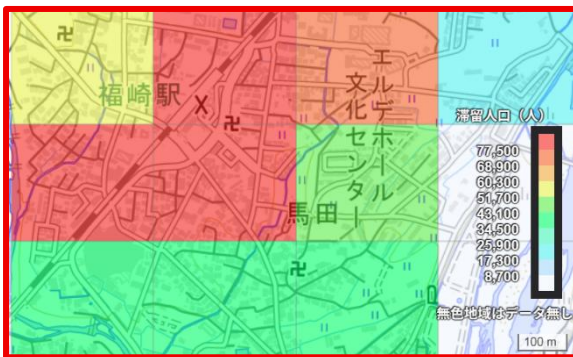 福崎駅
エルデホール
文化センター
馬田
滞留人口（人）
77,500
68,900
60,300
51,700
43,100
34,500
25,900
17,300
8,700
無色地域はデータ無し
100 m